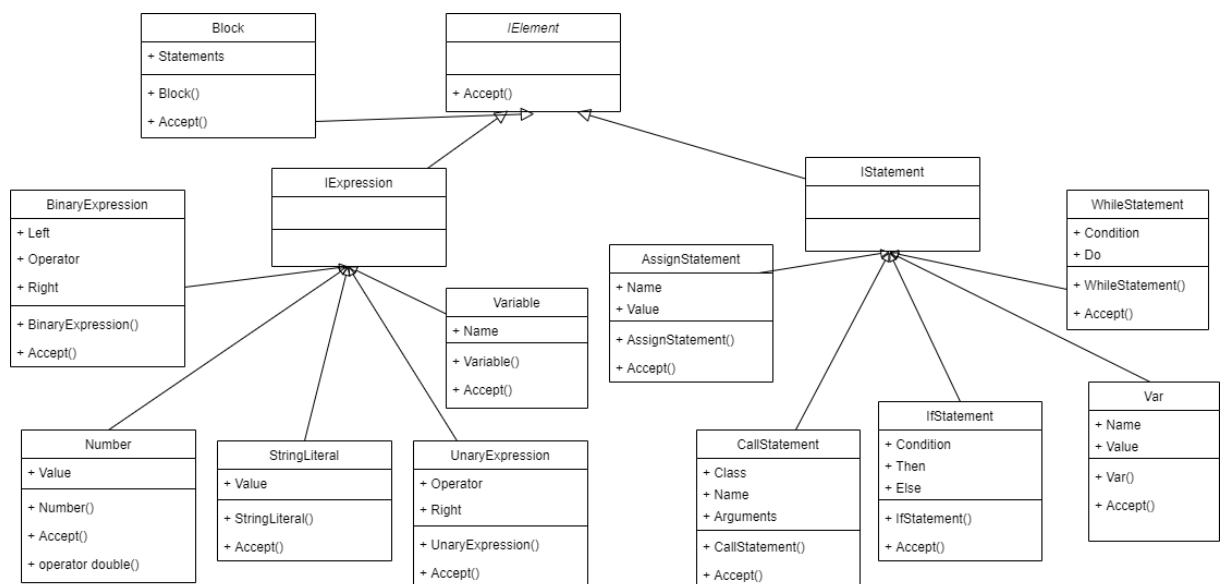 Block
+ Statements
+ Block()
+ Accept()
IElement
+ Accept()
IExpression
IStatement
BinaryExpression
+ Left
+ Operator
+ Right
+ BinaryExpression()
+ Accept()
WhileStatement
+ Condition
+ Do
+ WhileStatement()
+ Accept()
AssignStatement
+ Name
+ Value
+ AssignStatement()
+ Accept()
Variable
+ Name
+ Variable()
+ Accept()
Number
+ Value
+ Number()
+ Accept()
+ operator double()
StringLiteral
+ Value
+ StringLiteral()
+ Accept()
UnaryExpression
+ Operator
+ Right
+ UnaryExpression()
+ Accept()
CallStatement
+ Class
+ Name
+ Arguments
+ CallStatement()
+ Accept()
IfStatement
+ Condition
+ Then
+ Else
+ IfStatement()
+ Accept()
Var
+ Name
+ Value
+ Var()
+ Accept()